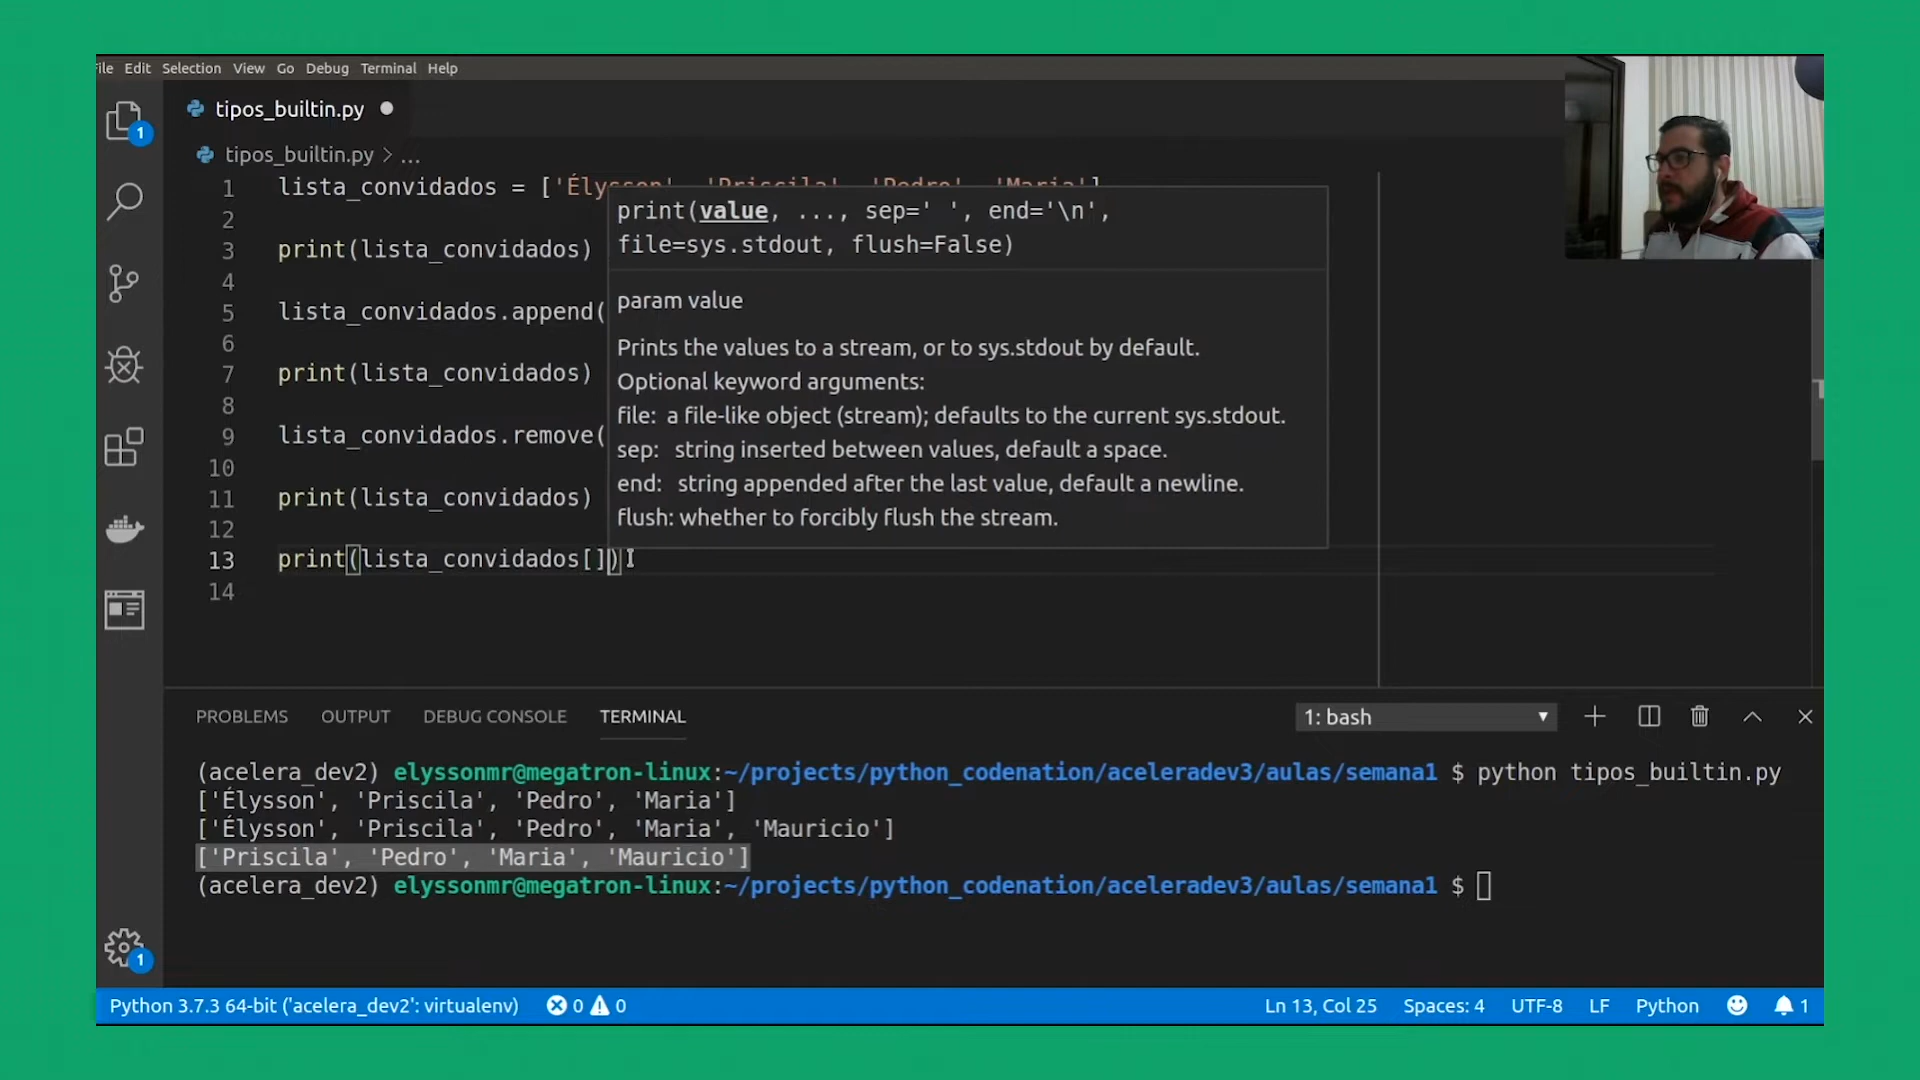 ile Edit Selection View Go Debug Terminal Help
tipos_builtin.py
tipos_builtin.py > ...
1 lista_convidados = ['Élysson', 'Priscila', 'Pedro', 'Maria']
2
3 print(lista_convidados)
4
5 lista_convidados.append(
6
7 print(lista_convidados)
8
9 lista_convidados.remove(
10
11 print(lista_convidados)
12
13 print(lista_convidados[])
14
print(value, ..., sep=' ', end='\n',
file=sys.stdout, flush=False)
param value
Prints the values to a stream, or to sys.stdout by default.
Optional keyword arguments:
file: a file-like object (stream); defaults to the current sys.stdout.
sep: string inserted between values, default a space.
end: string appended after the last value, default a newline.
flush: whether to forcibly flush the stream.
1
1
PROBLEMS OUTPUT DEBUG CONSOLE TERMINAL 1: bash
(acelera_dev2) elyssonmr@megatron-linux:~/projects/python_codenation/aceleradev3/aulas/semana1 $ python tipos_builtin.py
['Élysson', 'Priscila', 'Pedro', 'Maria']
['Élysson', 'Priscila', 'Pedro', 'Maria', 'Mauricio']
['Priscila', 'Pedro', 'Maria', 'Mauricio']
(acelera_dev2) elyssonmr@megatron-linux:~/projects/python_codenation/aceleradev3/aulas/semana1 $
Python 3.7.3 64-bit ('acelera_dev2': virtualenv) 0 0 Ln 13, Col 25 Spaces: 4 UTF-8 LF Python 1